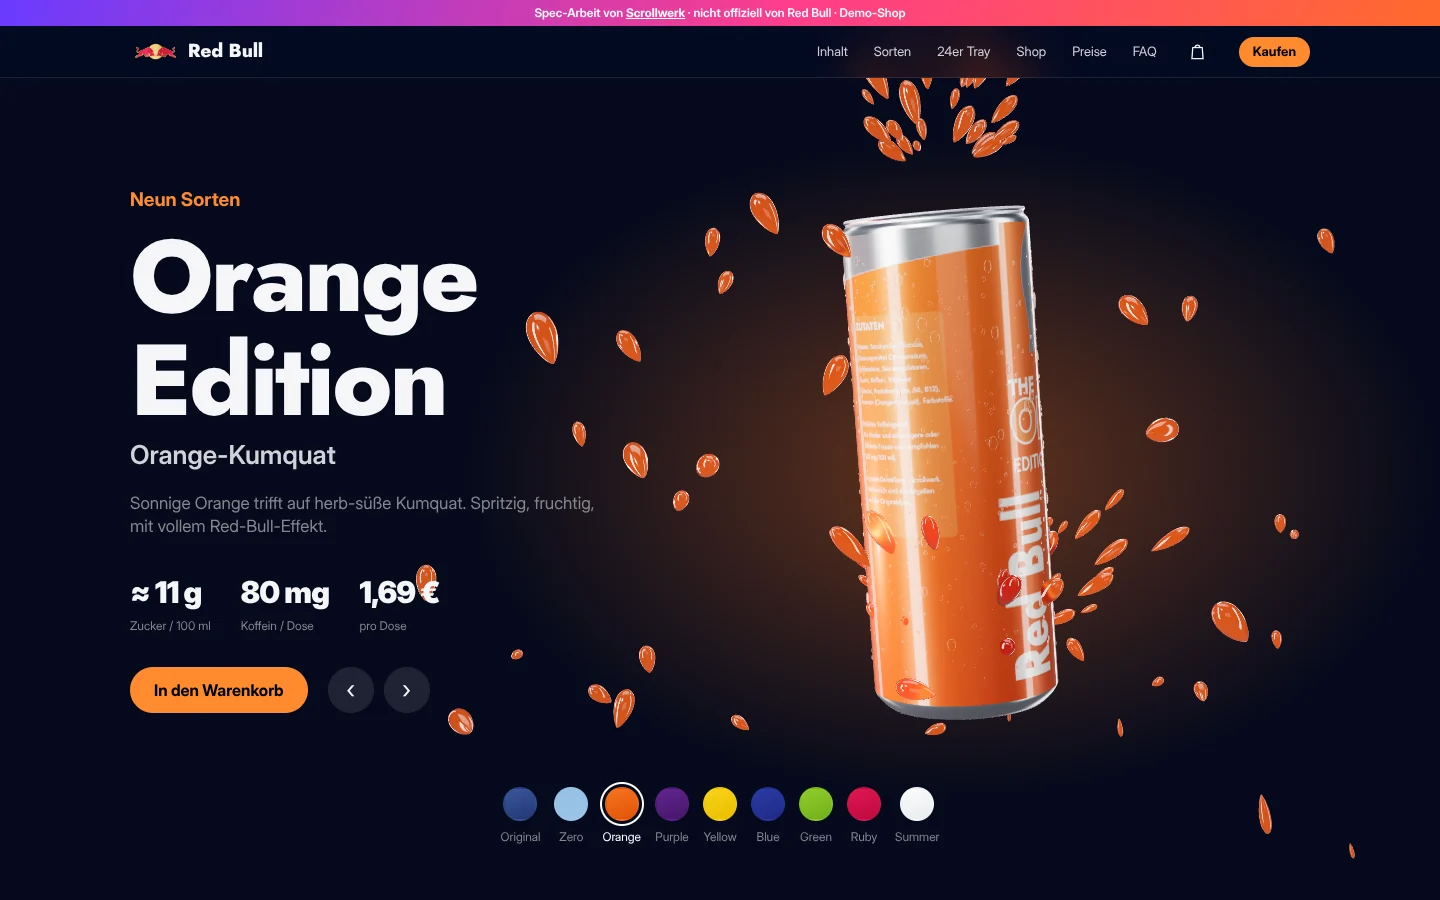 Spec-Arbeit von Scrollwerk · nicht offiziell von Red Bull · Demo-Shop
Red Bull
Inhalt
Sorten
24er Tray
Shop
Preise
FAQ
Kaufen
Neun Sorten
Orange
Edition
Orange-Kumquat
Sonnige Orange trifft auf herb-süße Kumquat. Spritzig, fruchtig,
mit vollem Red-Bull-Effekt.
≈ 11 g
Zucker / 100 ml
80 mg
Koffein / Dose
1,69 €
pro Dose
In den Warenkorb
‹
›
ZUTATEN
THE
O
Red Bull
Original
Zero
Orange
Purple
Yellow
Blue
Green
Ruby
Summer